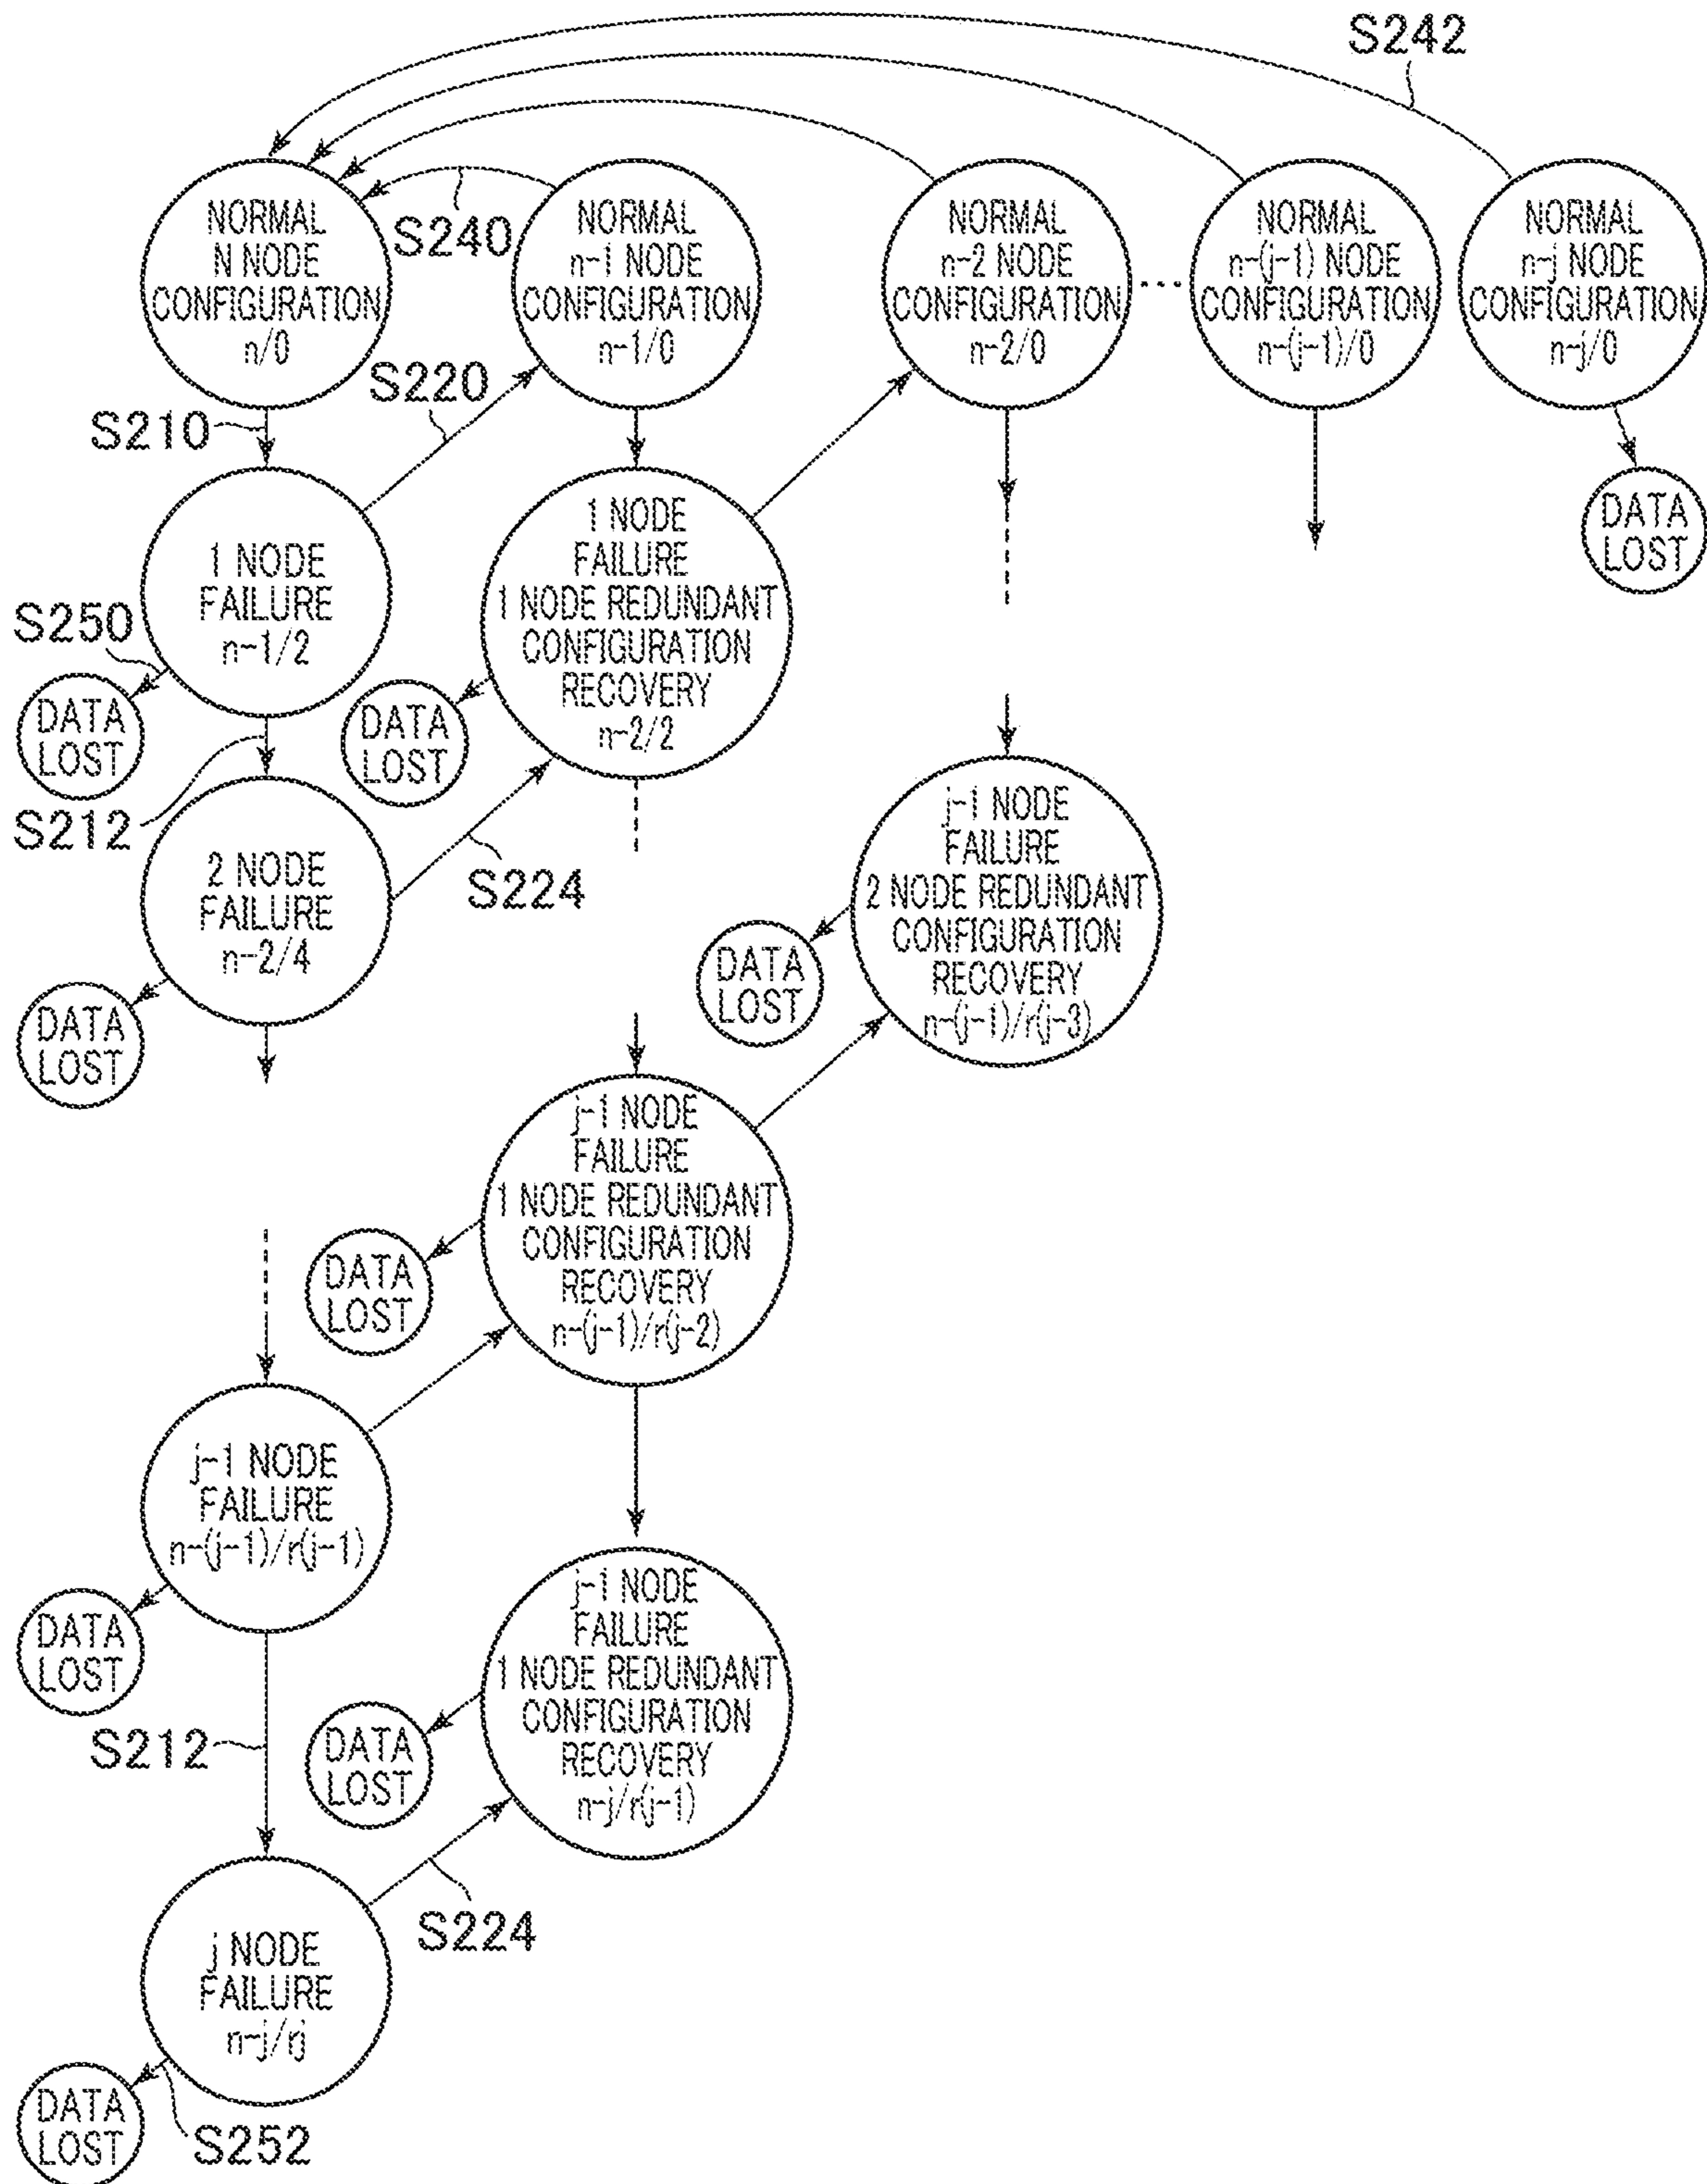 S242
NORMAL
N NODE
CONFIGURATION
n/0
S240
NORMAL
n-1 NODE
CONFIGURATION
n-1/0
NORMAL
n-2 NODE
CONFIGURATION
n-2/0
...
NORMAL
n-(j-1) NODE
CONFIGURATION
n-(j-1)/0
NORMAL
n-j NODE
CONFIGURATION
n-j/0
S210
S220
DATA
LOST
1 NODE
FAILURE
n-1/2
1 NODE
FAILURE
1 NODE REDUNDANT
CONFIGURATION
RECOVERY
n-2/2
S250
DATA
LOST
DATA
LOST
S212
2 NODE
FAILURE
n-2/4
S224
j-1 NODE
FAILURE
2 NODE REDUNDANT
CONFIGURATION
RECOVERY
n-(j-1)/r(j-3)
DATA
LOST
DATA
LOST
j-1 NODE
FAILURE
1 NODE REDUNDANT
CONFIGURATION
RECOVERY
n-(j-1)/r(j-2)
DATA
LOST
j-1 NODE
FAILURE
n-(j-1)/r(j-1)
DATA
LOST
j-1 NODE
FAILURE
1 NODE REDUNDANT
CONFIGURATION
RECOVERY
n-j/r(j-1)
S212
DATA
LOST
S224
j NODE
FAILURE
n-j/rj
DATA
LOST
S252